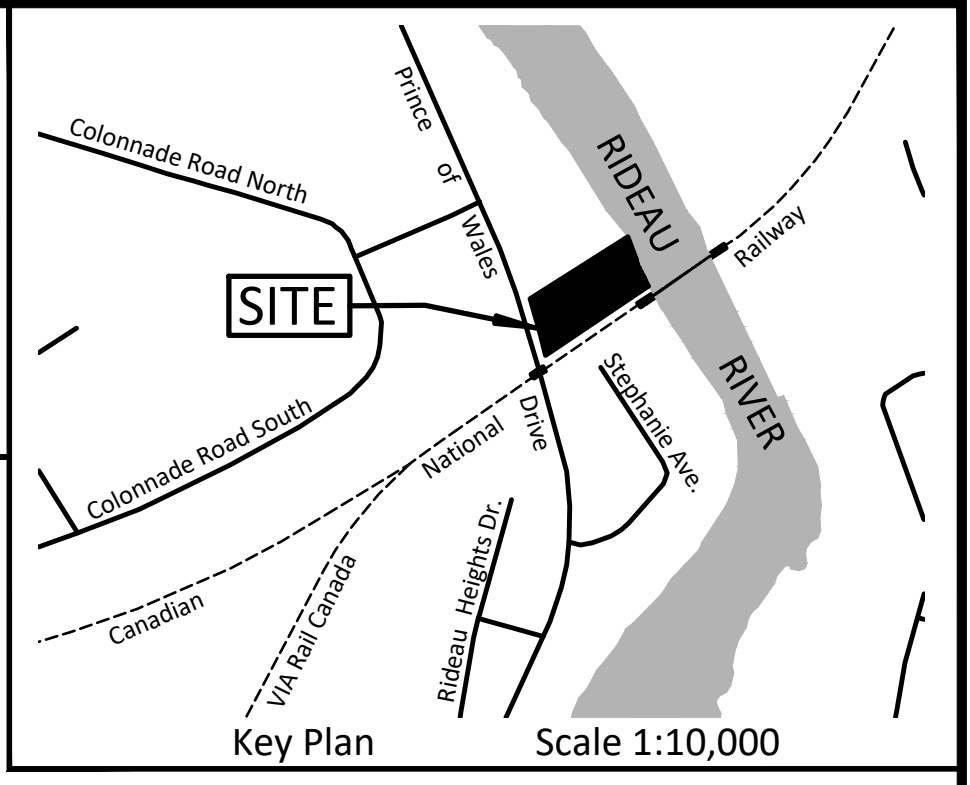 Prince of Wales Drive
Colonnade Road North
RIDEAU RIVER
Railway
SITE
Stephanie Ave.
Colonnade Road South
National
Canadian
VIA Rail Canada
Rideau Heights Dr.
Key Plan
Scale 1:10,000